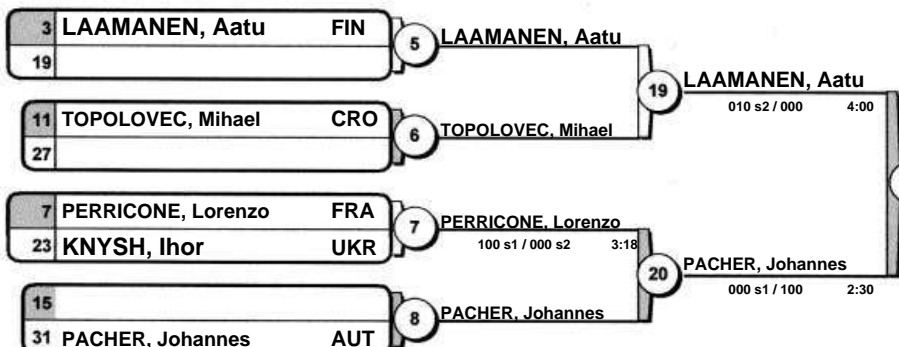 3 LAAMANEN, Aatu FIN
19
5
LAAMANEN, Aatu
11 TOPOLOVEC, Mihael CRO
27
6
TOPOLOVEC, Mihael
19
LAAMANEN, Aatu
010 s2 / 000 4:00
7 PERRICONE, Lorenzo FRA
23 KNYSH, Ihor UKR
7
PERRICONE, Lorenzo
100 s1 / 000 s2 3:18
15
31 PACHER, Johannes AUT
8
PACHER, Johannes
20
PACHER, Johannes
000 s1 / 100 2:30